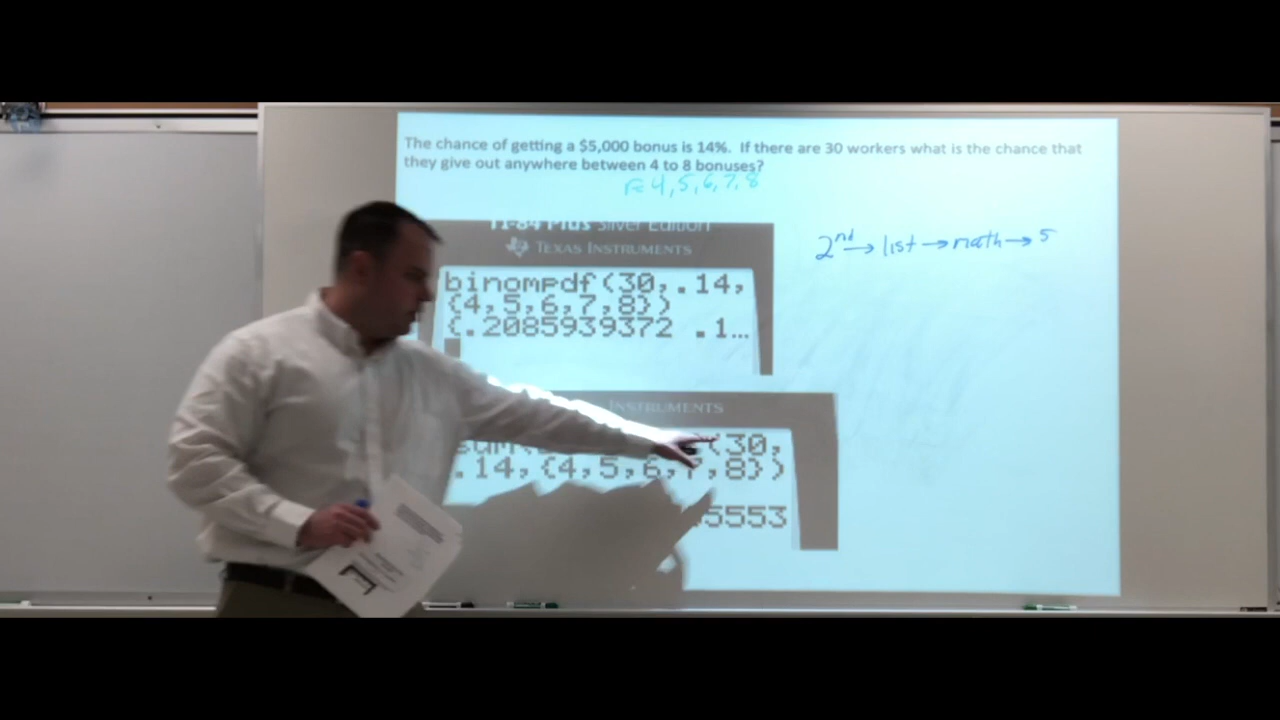 The chance of getting a $5,000 bonus is 14%. If there are 30 workers what is the chance that
they give out anywhere between 4 to 8 bonuses?
r= 4, 5, 6, 7, 8
2nd → list → math → 5
TI-84 Plus Silver Edition
TEXAS INSTRUMENTS
binompdf(30,.14,
{4,5,6,7,8})
{.2085939372 .1...
INSTRUMENTS
sum( (30,
.14,{4,5,6,7,8})
5553